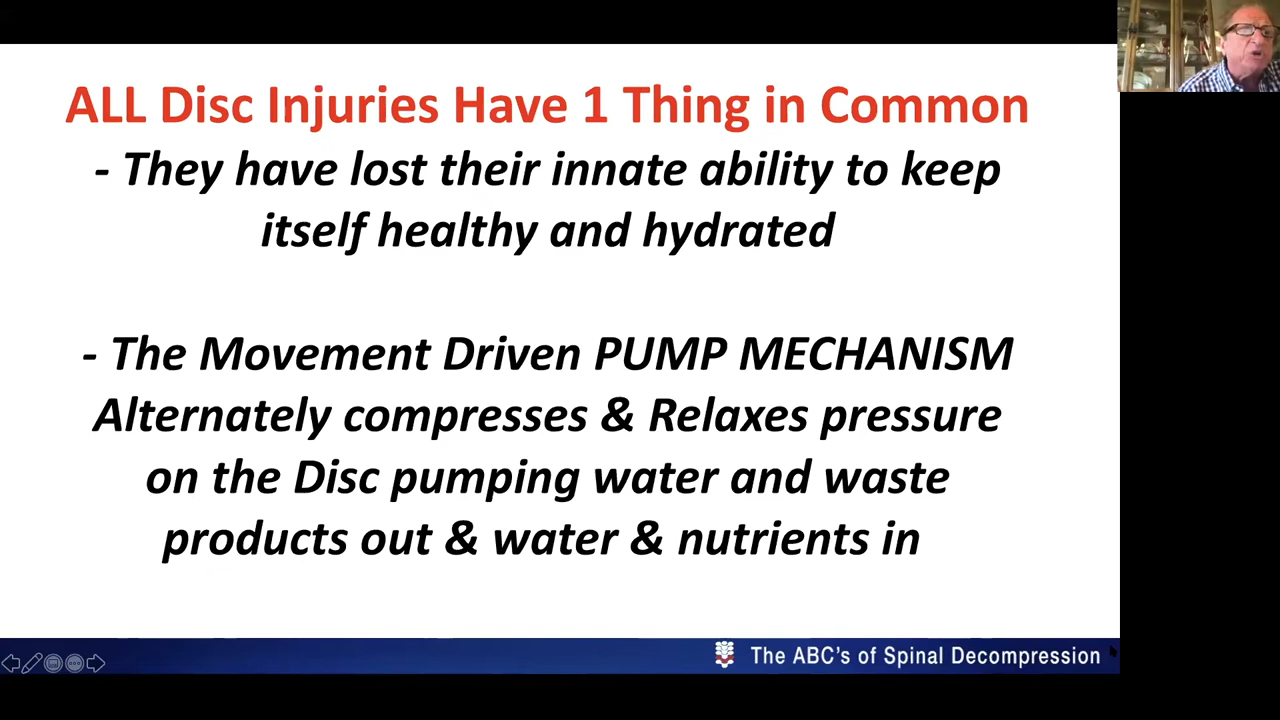 ALL Disc Injuries Have 1 Thing in Common
- They have lost their innate ability to keep
itself healthy and hydrated
- The Movement Driven PUMP MECHANISM
Alternately compresses & Relaxes pressure
on the Disc pumping water and waste
products out & water & nutrients in
The ABC's of Spinal Decompression